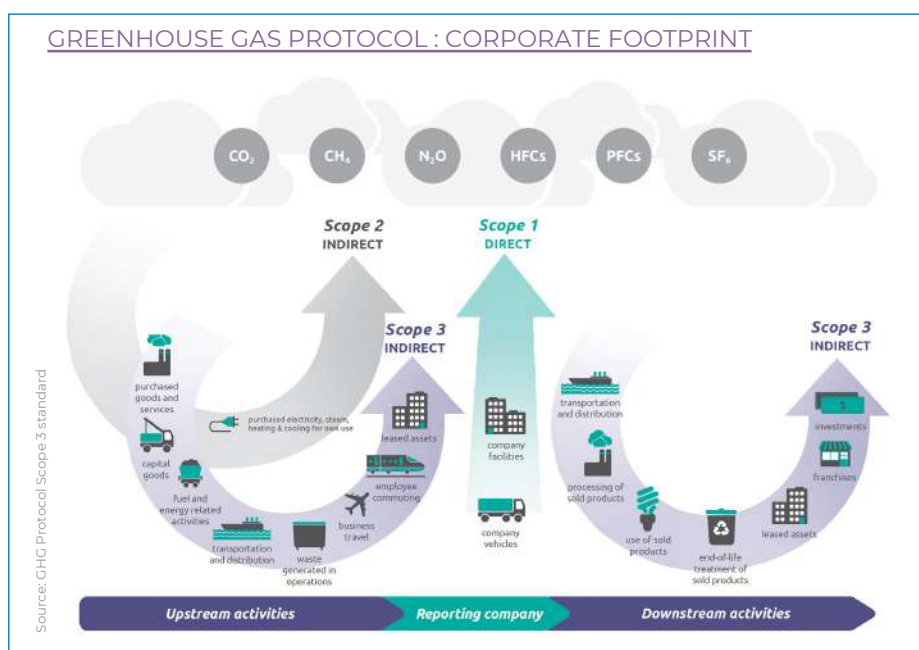 GREENHOUSE GAS PROTOCOL : CORPORATE FOOTPRINT
CO₂
CH₄
N₂O
HFCs
PFCs
SF₆
Scope 2
INDIRECT
Scope 1
DIRECT
Scope 3
INDIRECT
Scope 3
INDIRECT
purchased
goods and
services
capital
goods
fuel and
energy related
activities
transportation
and distribution
waste
generated in
operations
business
travel
employee
commuting
leased assets
purchased electricity, steam,
heating & cooling for own use
company
facilities
company
vehicles
transportation
and distribution
processing of
sold products
use of sold
products
end-of-life
treatment of
sold products
leased assets
franchises
$
investments
Source: GHG Protocol Scope 3 standard
Upstream activities
Reporting company
Downstream activities